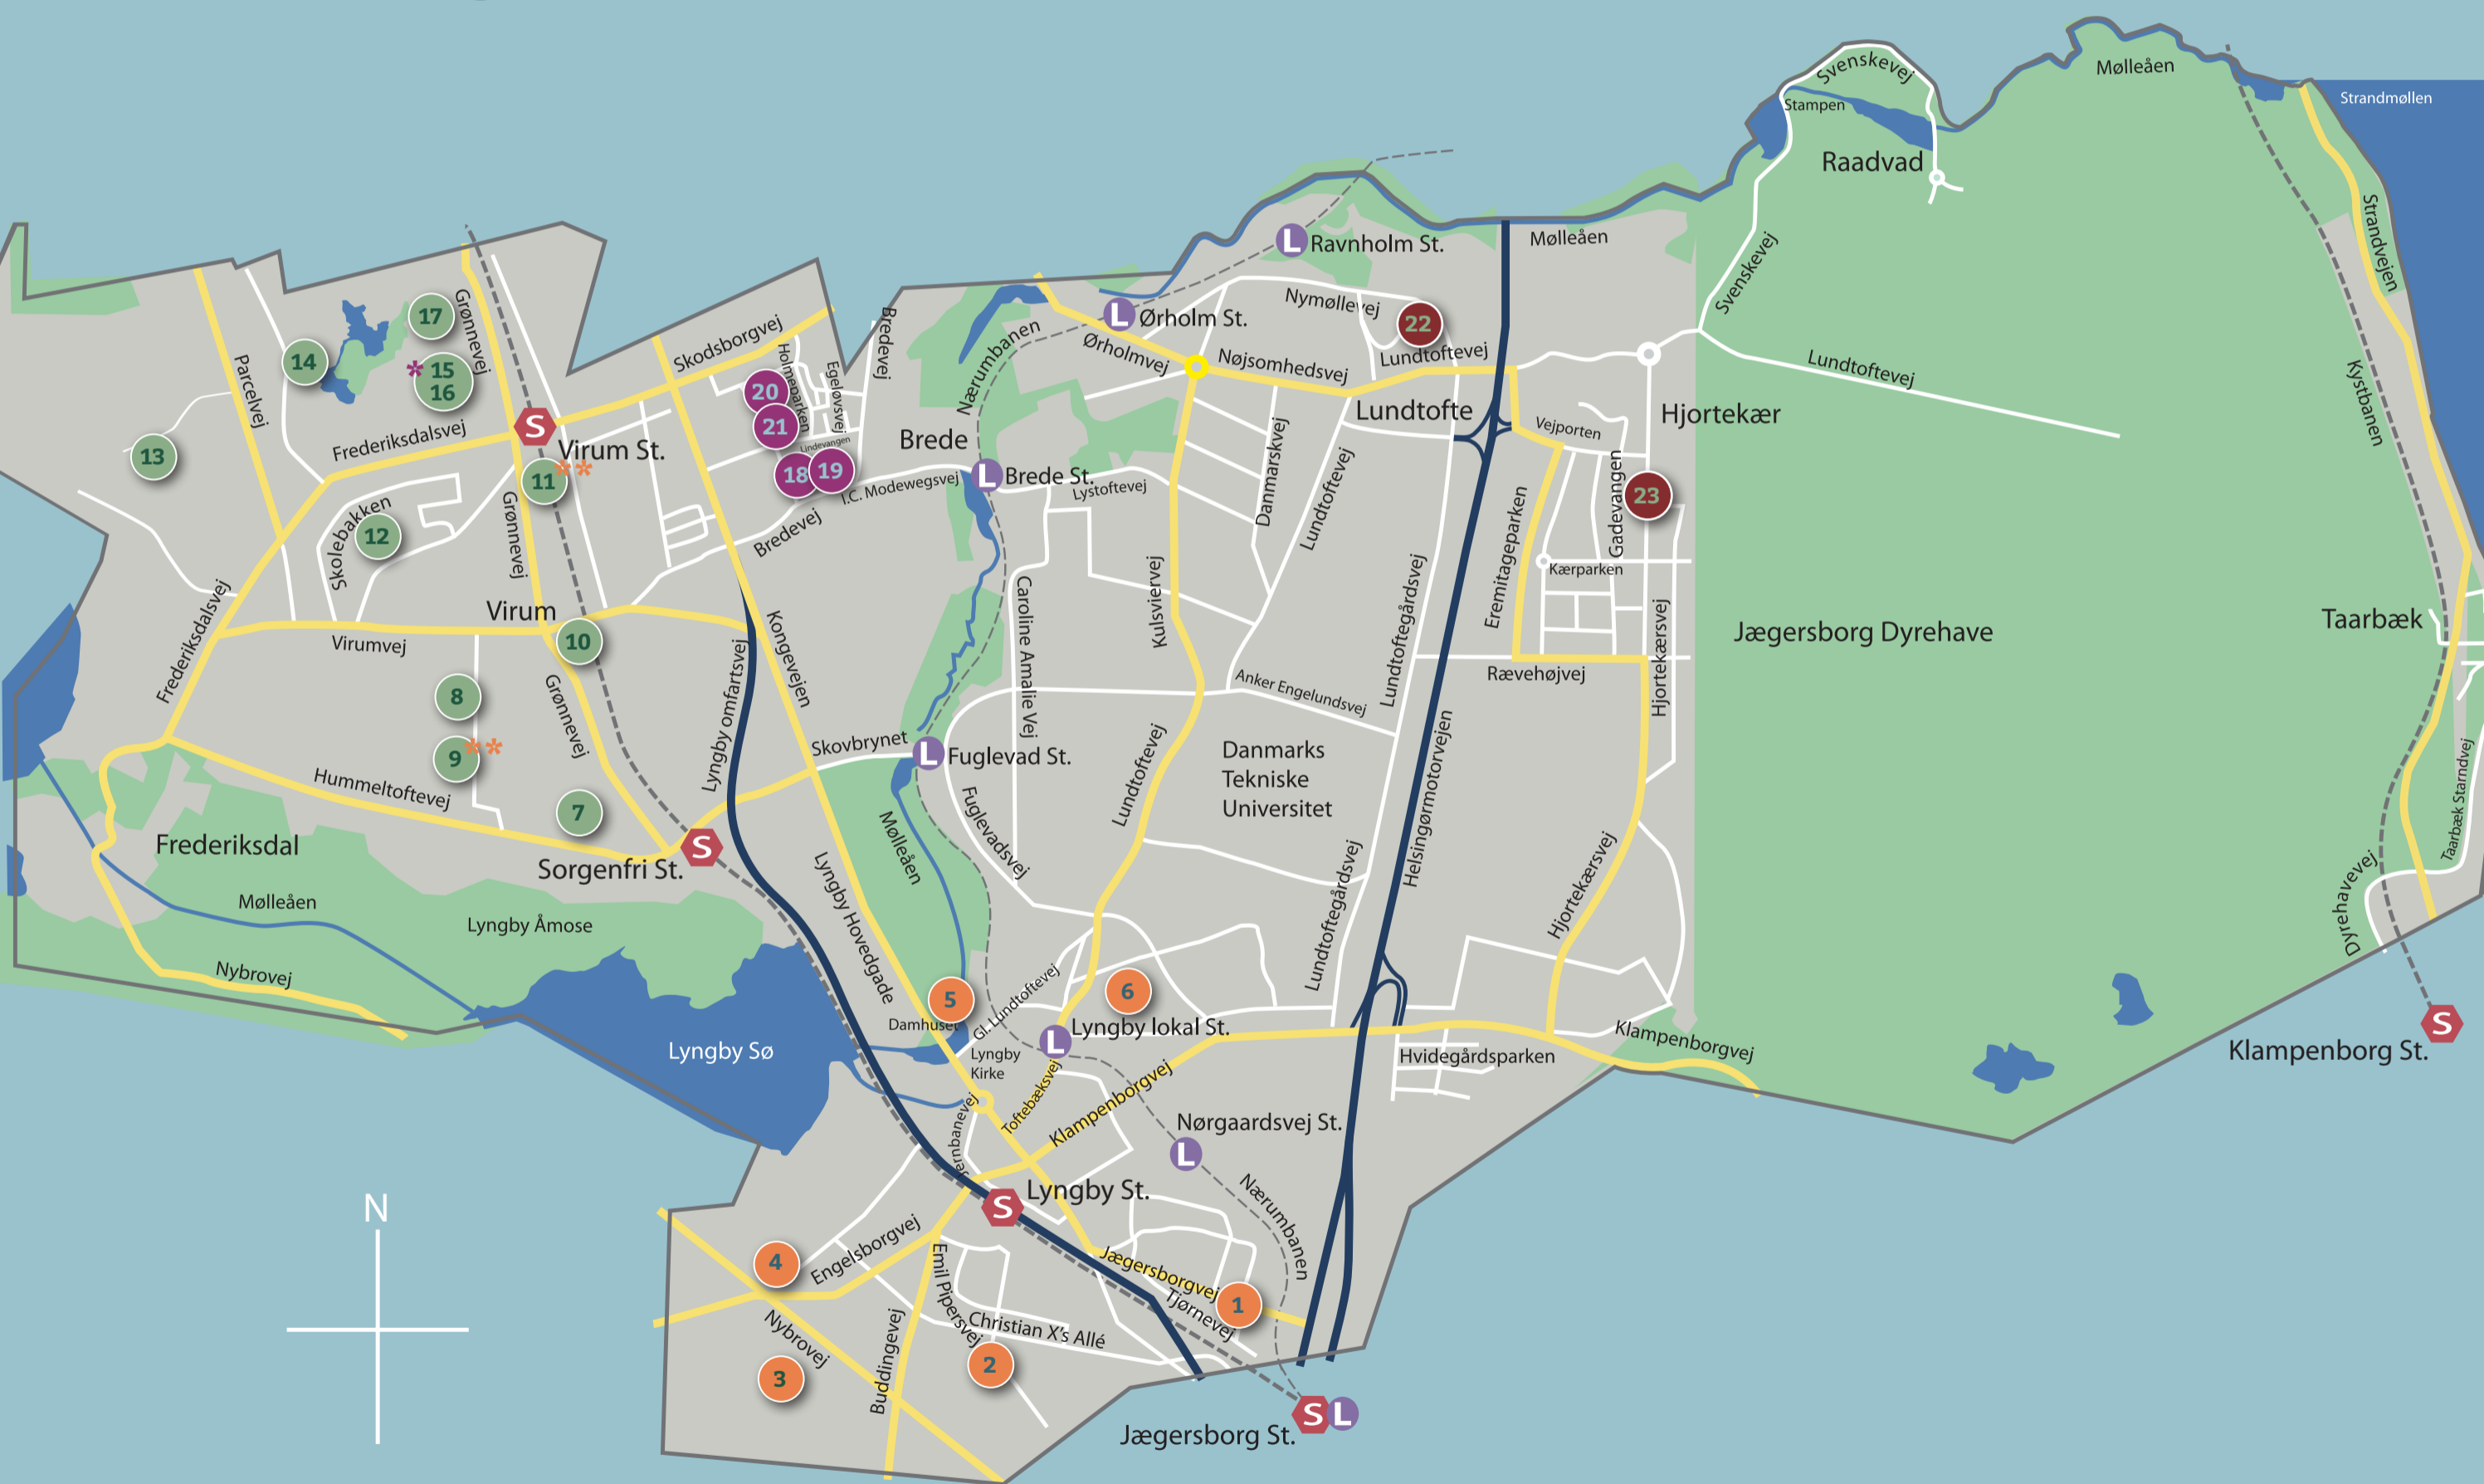 Mølleåen
Strandmøllen
Svenskevej
Stampen
Raadvad
Strandvejen
Ravnholm St.
L
Mølleåen
Svenskevej
17
Grønnevej
Nymøllevej
22
L
Ørholm St.
Skodsborgvej
Bredevej
Nærumbanen
Ørholmvej
Nøjsomhedsvej
Lundtoftevej
Lundtoftevej
Kystbanen
14
Parcelvej
*
15
16
Holmeparken
Egeløvsvej
20
21
Lundtofte
Hjortekær
Frederiksdalsvej
S
Virum St.
Lindevangen
Brede
Vejporten
13
11
**
18
19
I.C. Modewegsvej
L
Brede St.
Lystoftevej
Danmarksvej
Lundtoftevej
Gadevangen
23
Skolebakken
12
Grønnevej
Bredevej
Eremitageparken
Kærparken
Frederiksdalsvej
Virum
Kulsviervej
Caroline Amalie Vej
Lundtoftegårdsvej
Hjortekærsvej
Jægersborg Dyrehave
Taarbæk
Virumvej
10
Lyngby omfartsvej
Kongevejen
Anker Engelundsvej
Rævehøjvej
8
Grønnevej
9
**
Skovbrynet
L
Fuglevad St.
Lundtoftevej
Danmarks
Tekniske
Universitet
Helsingørmotorvejen
Taarbæk Starndvej
Hummeltoftevej
7
Fuglevadsvej
Mølleåen
Frederiksdal
Sorgenfri St.
S
Lyngby Hovedgade
Lundtoftegårdsvej
Hjortekærsvej
Dyrehavevej
Mølleåen
Lyngby Åmose
Nybrovej
5
6
Damhuset
Gl. Lundtoftevej
L
Lyngby lokal St.
Klampenborgvej
S
Klampenborg St.
Lyngby Sø
Lyngby
Kirke
Hvidegårdsparken
Toftebæksvej
Klampenborgvej
Jernbanevej
Nørgaardsvej St.
L
N
S
Lyngby St.
Nærumbanen
4
Engelsborgvej
Emil Pipersvej
Jægersborgvej
1
Tjørnevej
Nybrovej
Christian X's Allé
3
Buddingevej
2
Jægersborg St.
S
L